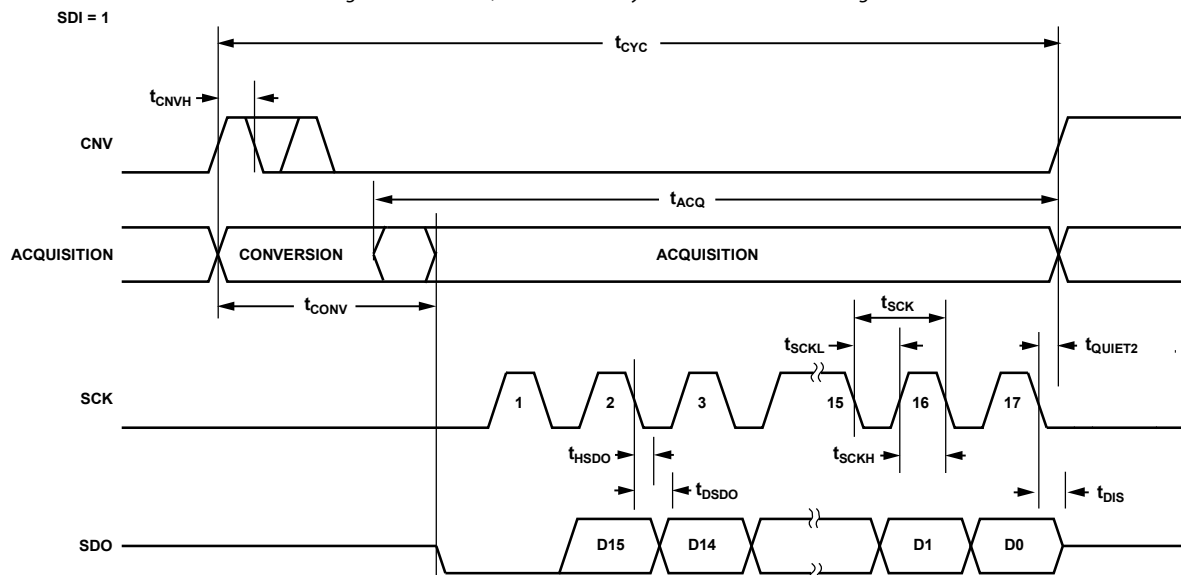 SDI = 1
tCYC
tCNVH
CNV
tACQ
ACQUISITION
CONVERSION
ACQUISITION
tCONV
tSCK
tSCKL
tQUIET2
SCK
1
2
3
15
16
17
tHSDO
tSCKH
tDSDO
tDIS
SDO
D15
D14
D1
D0